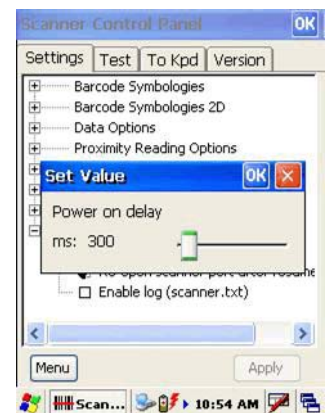 Scanner Control Panel OK
Settings Test To Kpd Version
Barcode Symbologies
Barcode Symbologies 2D
Data Options
Proximity Reading Options
Set Value OK
Power on delay
ms: 300
Enable log (scanner.txt)
Menu Apply
Scan... 10:54 AM